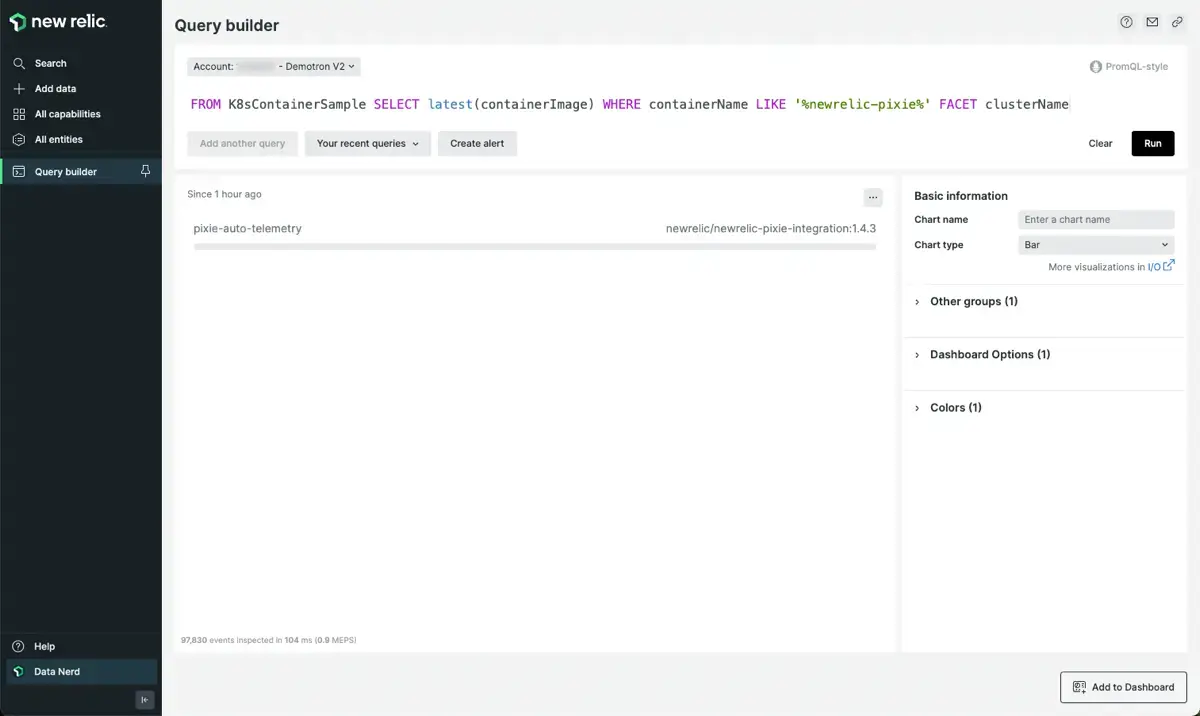 new relic.
Search
Add data
All capabilities
All entities
Query builder
Help
Data Nerd
Query builder
Account: - Demotron V2
PromQL-style
FROM K8sContainerSample SELECT latest(containerImage) WHERE containerName LIKE '%newrelic-pixie%' FACET clusterName
Add another query
Your recent queries
Create alert
Clear
Run
Since 1 hour ago
...
pixie-auto-telemetry newrelic/newrelic-pixie-integration:1.4.3
97,830 events inspected in 104 ms (0.9 MEPS)
Basic information
Chart name Enter a chart name
Chart type Bar
More visualizations in I/O
Other groups (1)
Dashboard Options (1)
Colors (1)
Add to Dashboard